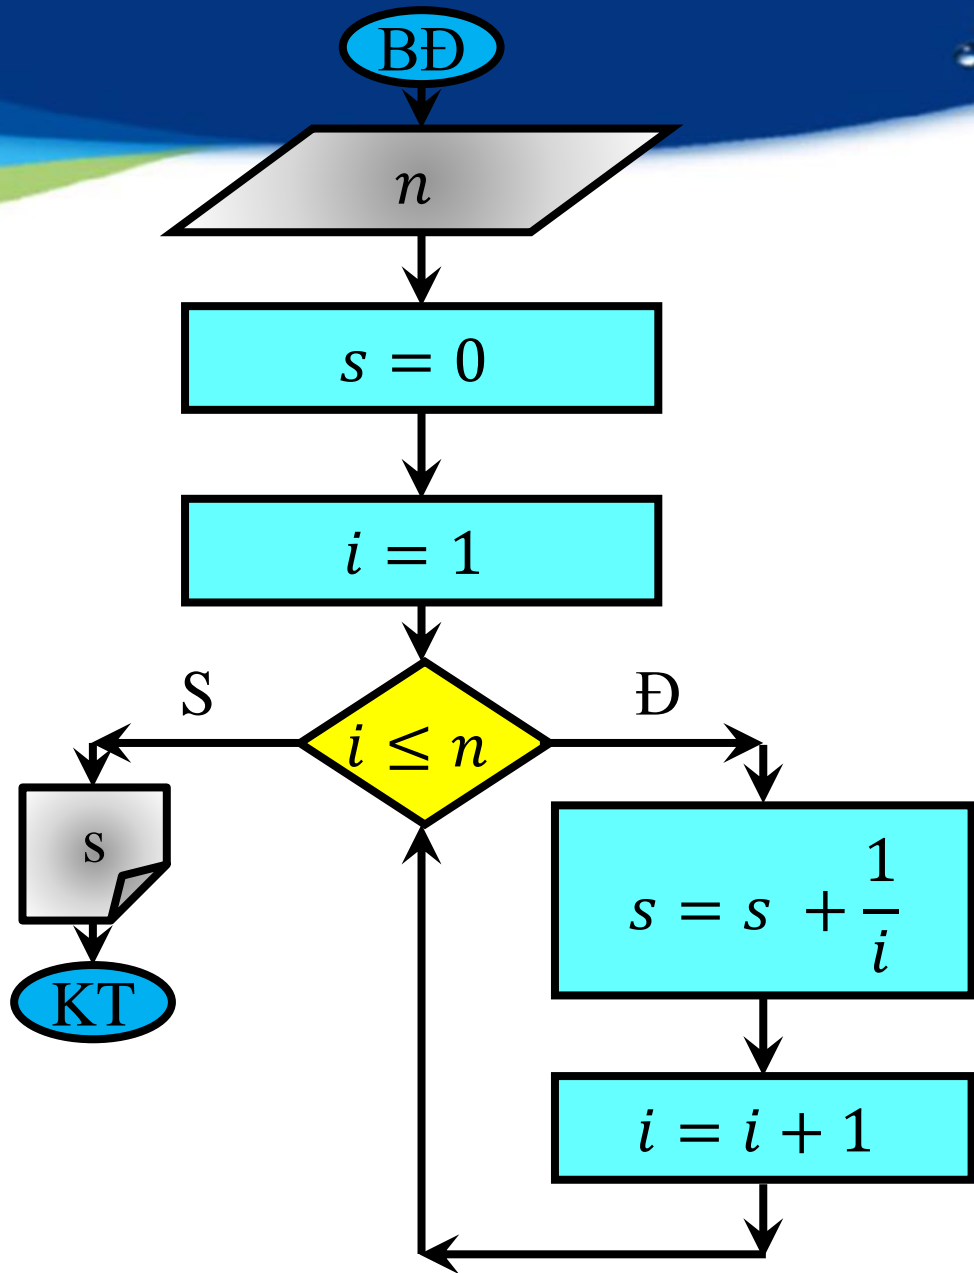 BĐ
n
s = 0
i = 1
S
Đ
i ≤ n
s
s = s + 1/i
KT
i = i + 1